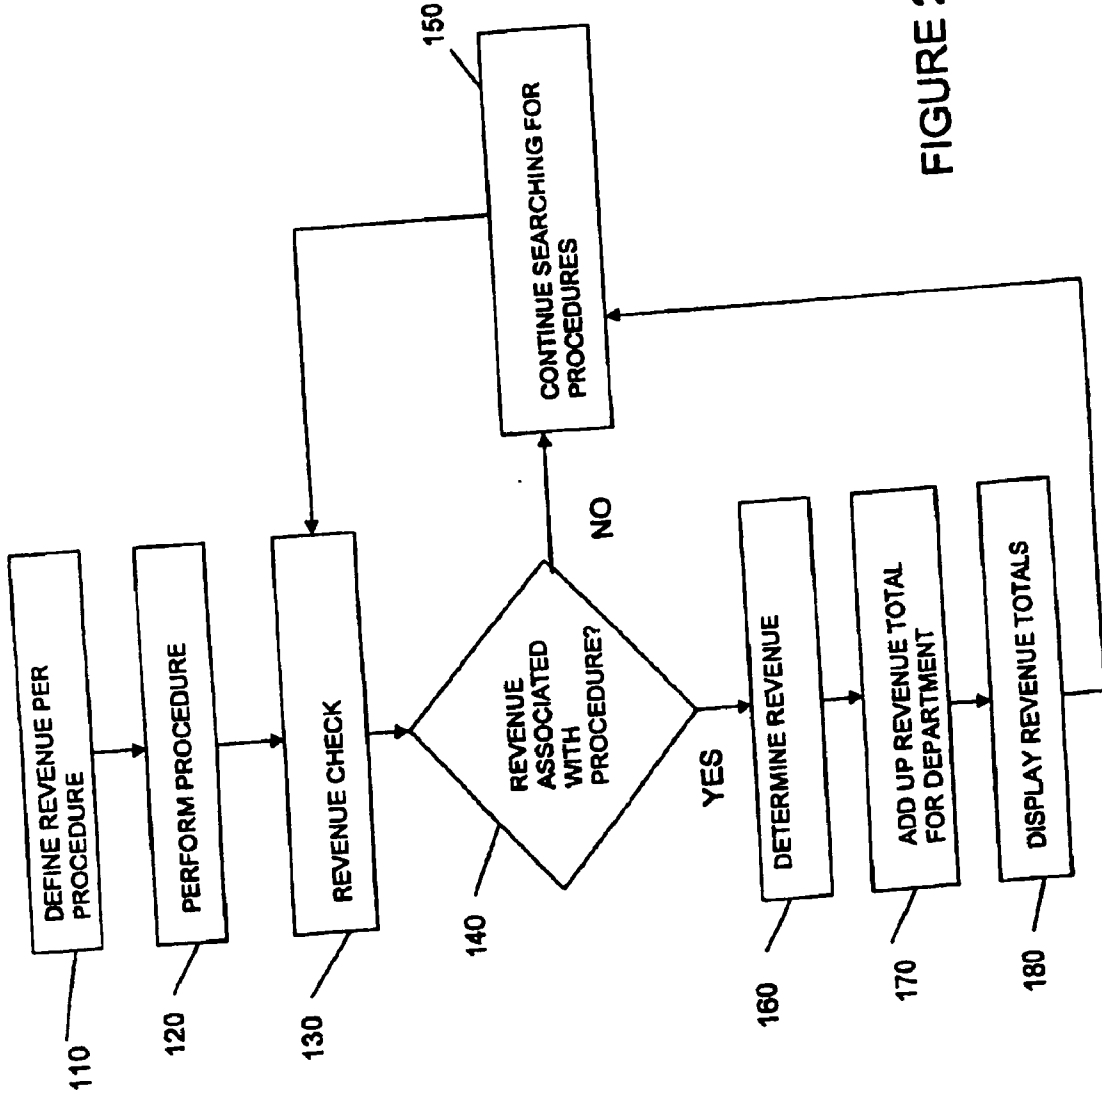 110
DEFINE REVENUE PER
PROCEDURE
120
PERFORM PROCEDURE
130
REVENUE CHECK
140
REVENUE
ASSOCIATED
WITH
PROCEDURE?
NO
150
CONTINUE SEARCHING FOR
PROCEDURES
YES
160
DETERMINE REVENUE
170
ADD UP REVENUE TOTAL
FOR DEPARTMENT
180
DISPLAY REVENUE TOTALS
FIGURE 2